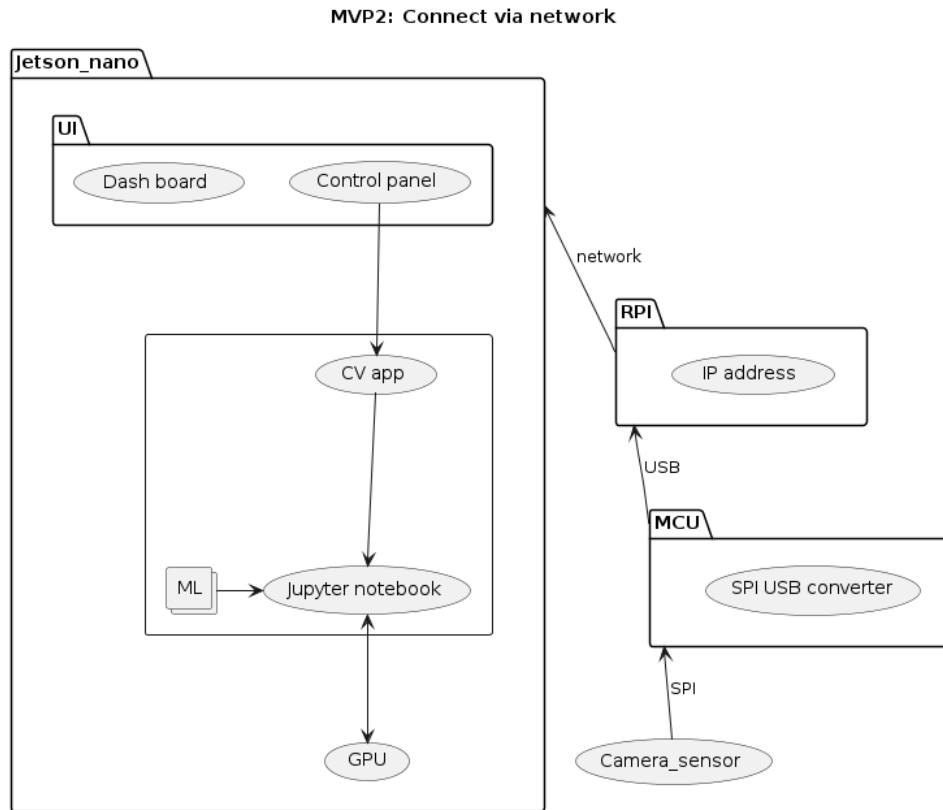 MVP2: Connect via network
Jetson_nano
UI
Dash board
Control panel
network
RPI
IP address
CV app
USB
MCU
SPI USB converter
ML
Jupyter notebook
SPI
GPU
Camera_sensor